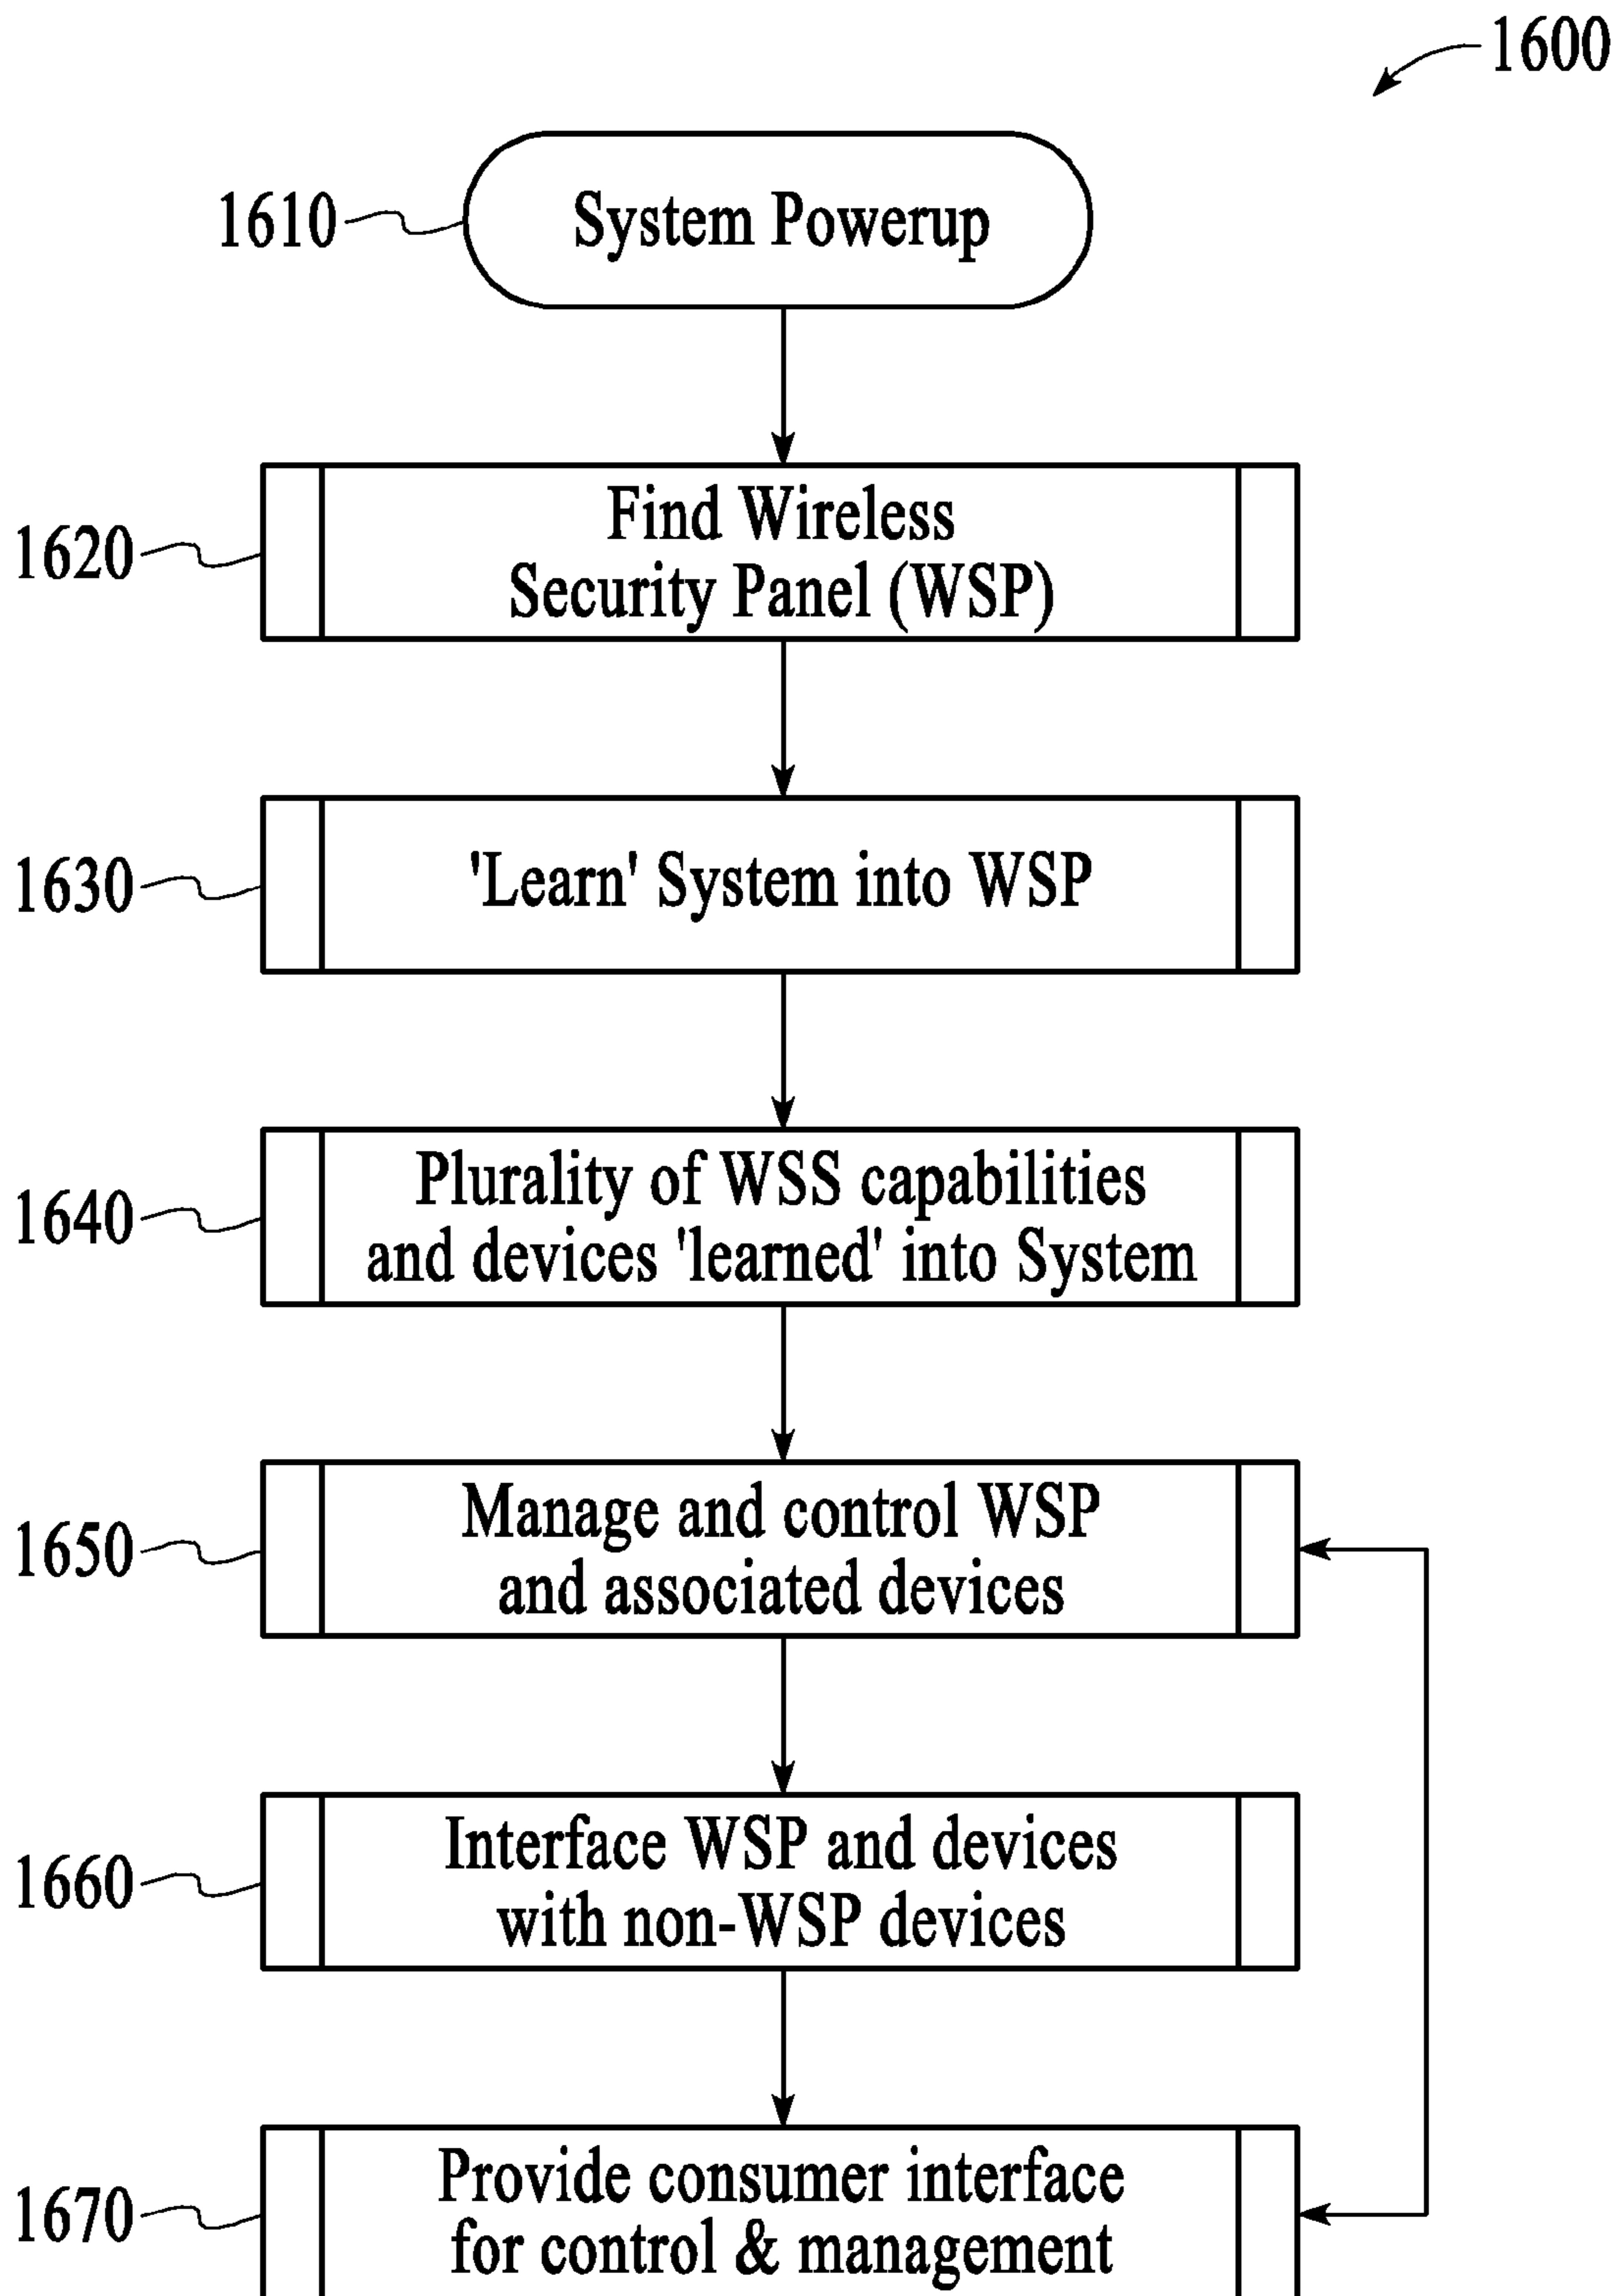 1600
1610
System Powerup
1620
Find Wireless
Security Panel (WSP)
1630
'Learn' System into WSP
1640
Plurality of WSS capabilities
and devices 'learned' into System
1650
Manage and control WSP
and associated devices
1660
Interface WSP and devices
with non-WSP devices
1670
Provide consumer interface
for control & management